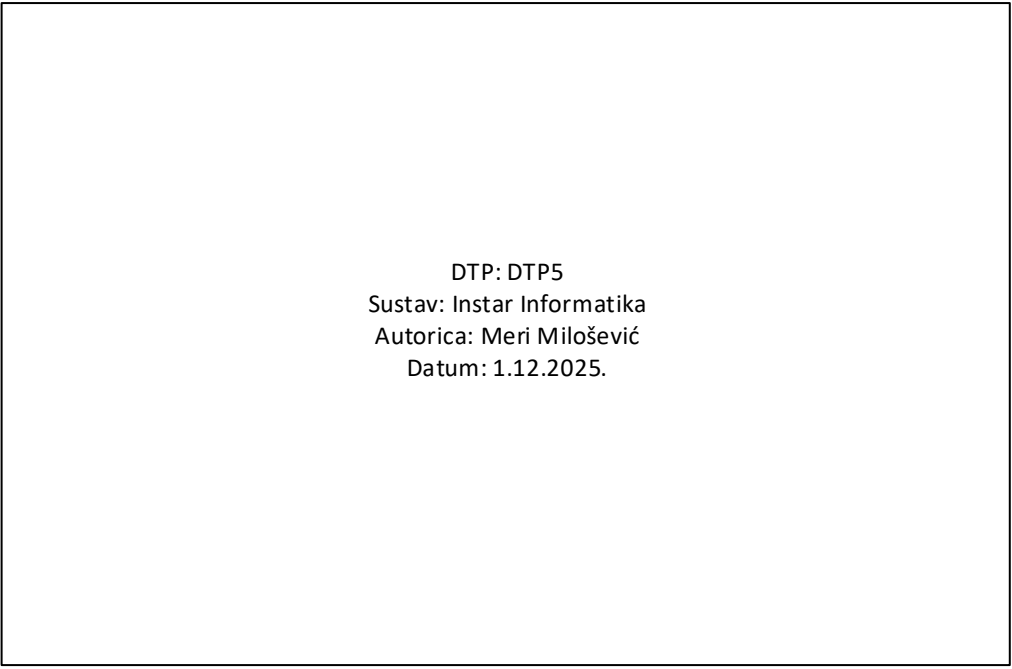 DTP: DTP5
Sustav: Instar Informatika
Autorica: Meri Milošević
Datum: 1.12.2025.